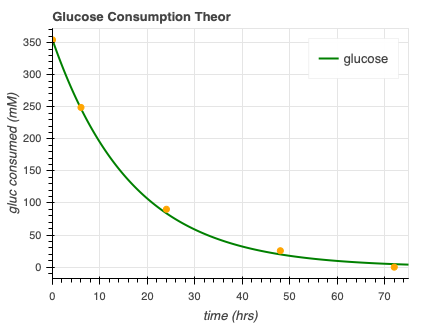 Glucose Consumption Theor
350
300
250
200
150
100
50
0
gluc consumed (mM)
glucose
0 10 20 30 40 50 60 70
time (hrs)